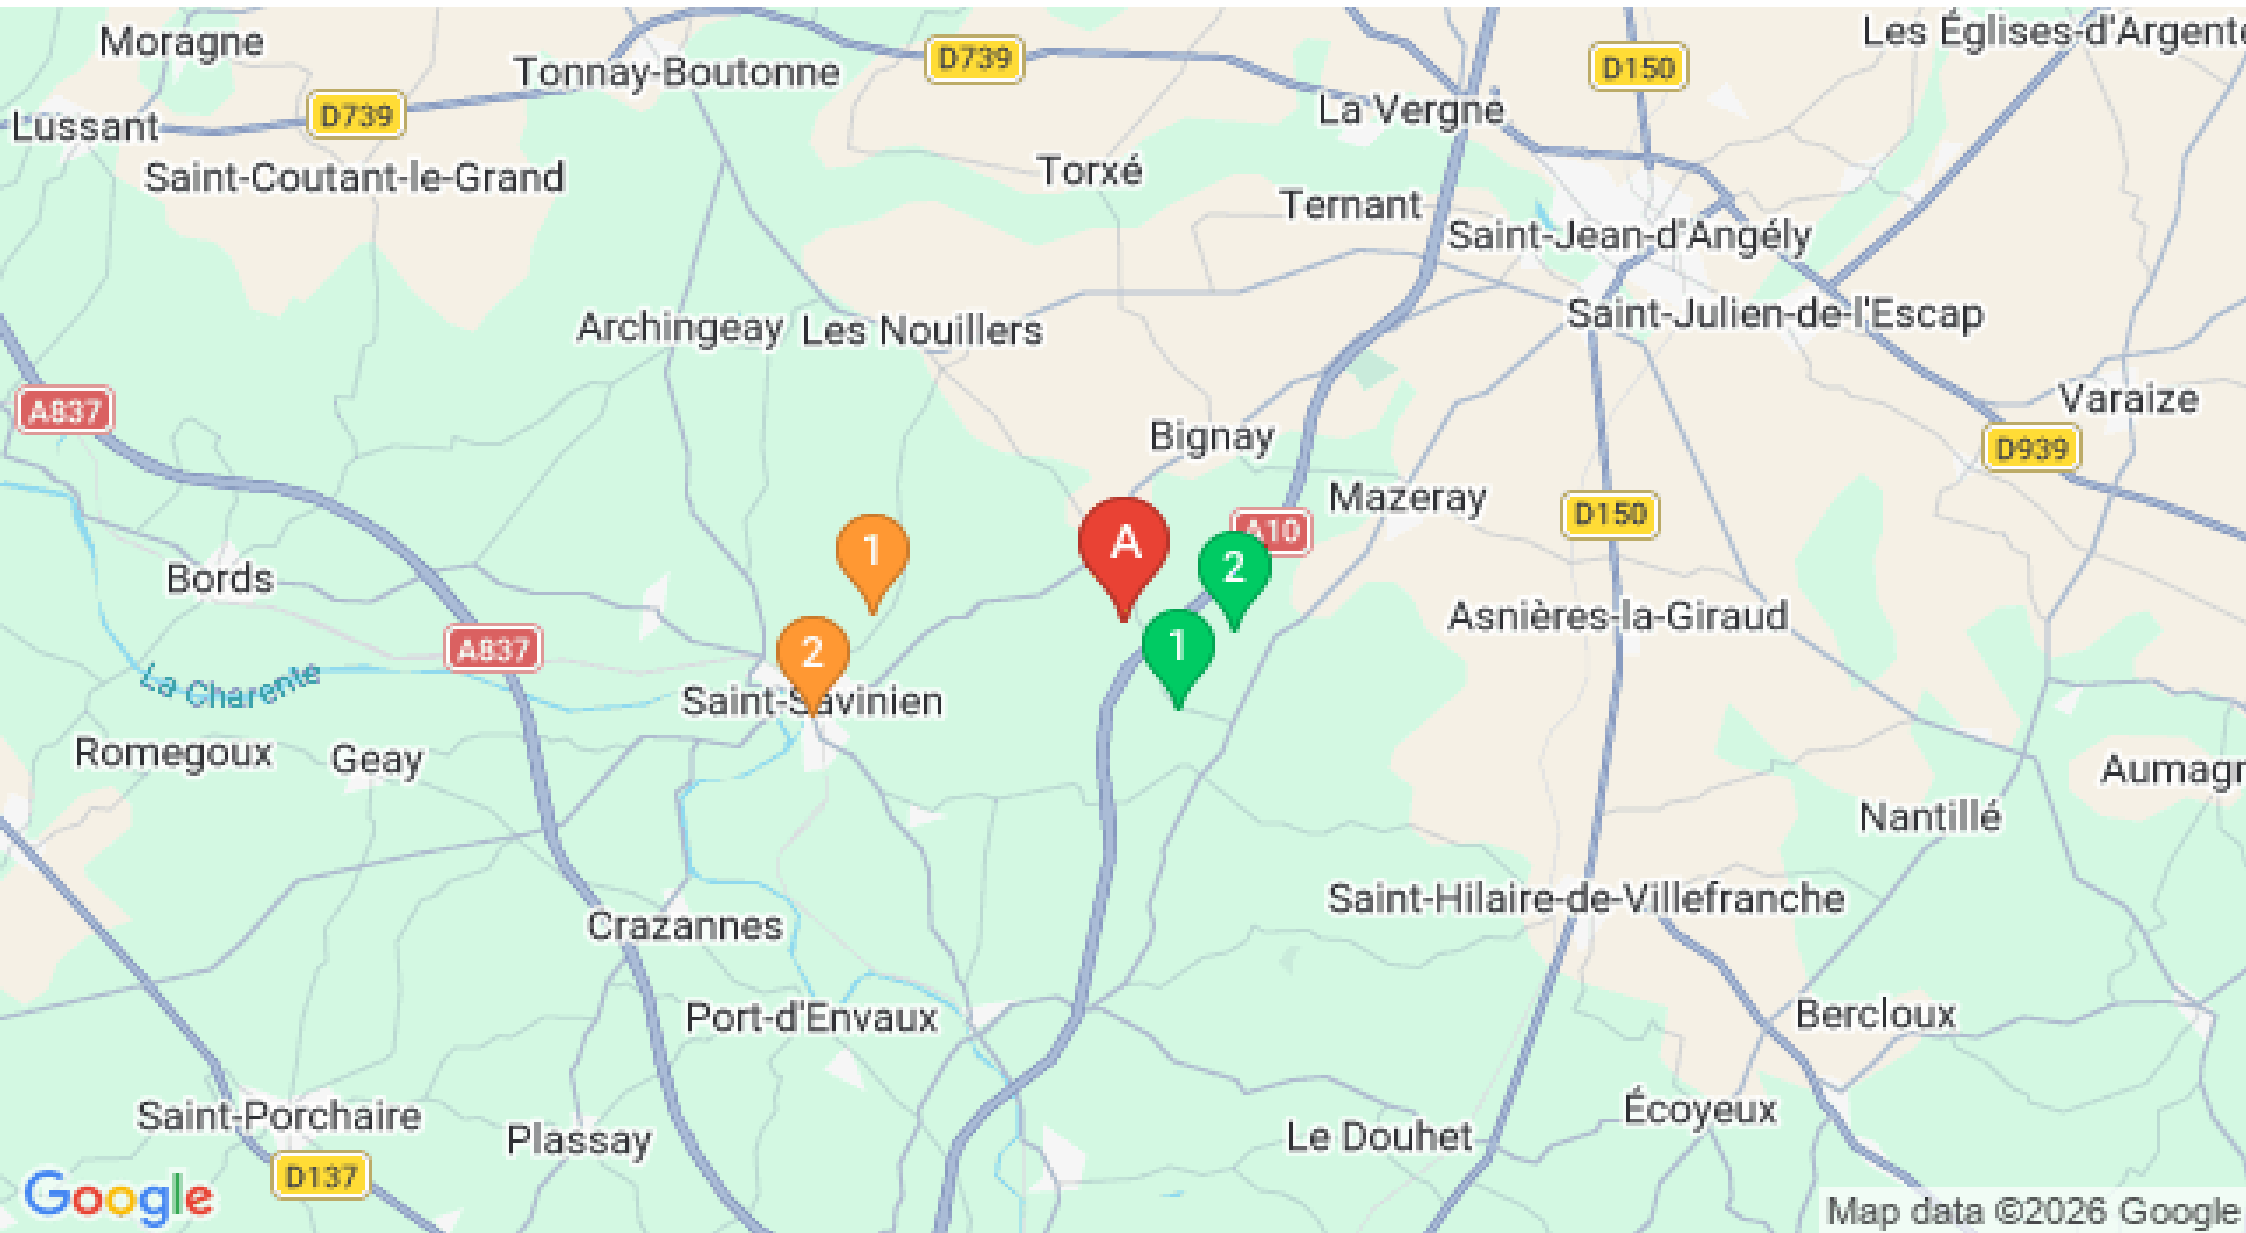 Moragne
Les Églises-d'Argente
Tonnay-Boutonne
D739
D150
D739
La Vergne
Lussant
Saint-Coutant-le-Grand
Torxé
Ternant
Saint-Jean-d'Angély
Archingeay
Les Nouillers
Saint-Julien-de-l'Escap
A837
Varaize
Bignay
D939
Mazeray
D150
A10
1
A
2
Bords
Asnières-la-Giraud
A837
2
1
La Charente
Saint-Savinien
Romegoux
Geay
Aumagn
Nantillé
Saint-Hilaire-de-Villefranche
Crazannes
Port-d'Envaux
Bercloux
Saint-Porchaire
Plassay
Écoyeux
Le Douhet
D137
Google
Map data ©2026 Google